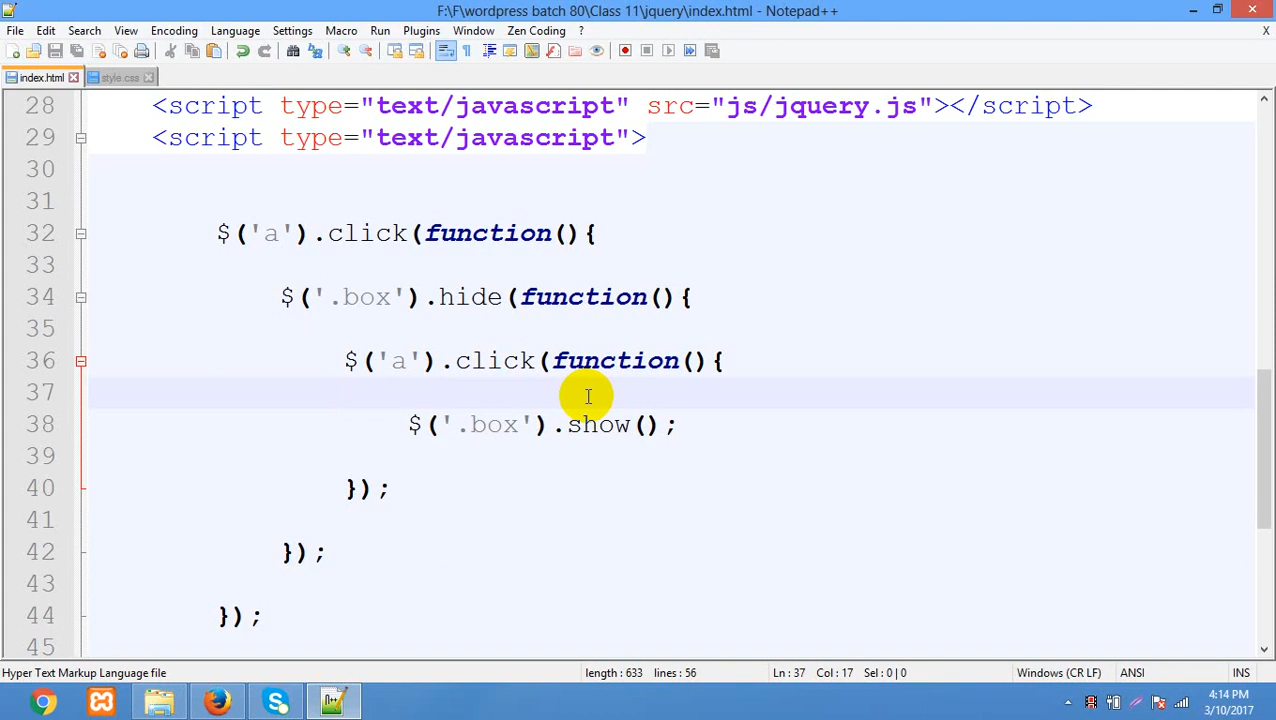 F:\F\wordpress batch 80\Class 11\jquery\index.html - Notepad++
File Edit Search View Encoding Language Settings Macro Run Plugins Window Zen Coding ? X
index.html style.css
28 <script type="text/javascript" src="js/jquery.js"></script>
29 <script type="text/javascript">
30
31
32 $('a').click(function(){
33
34 $('.box').hide(function(){
35
36 $('a').click(function(){
37
38 $('.box').show();
39
40 });
41
42 });
43
44 });
45
Hyper Text Markup Language file length : 633 lines : 56 Ln : 37 Col : 17 Sel : 0 | 0 Windows (CR LF) ANSI INS
4:14 PM
3/10/2017